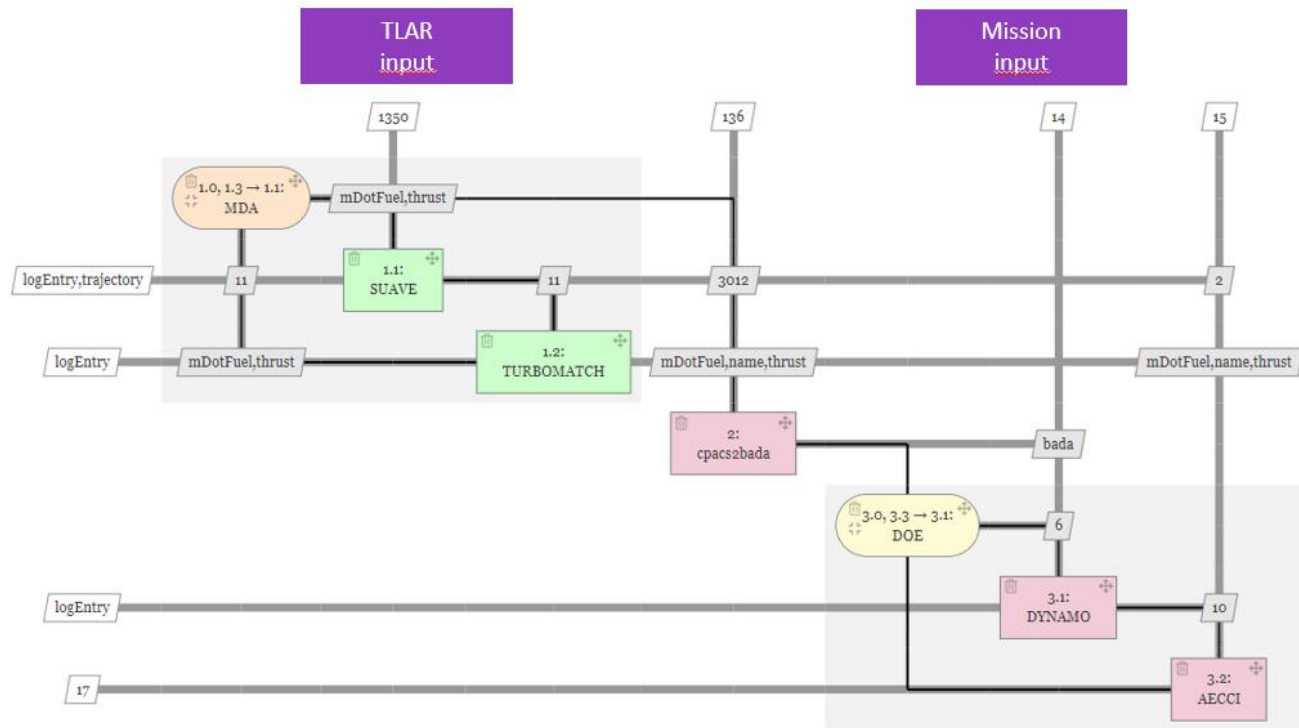 TLAR
input
Mission
input
1350
136
14
15
1.0, 1.3 → 1.1:
MDA
mDotFuel,thrust
logEntry,trajectory
11
1.1:
SUAVE
11
3012
2
logEntry
mDotFuel,thrust
1.2:
TURBOMATCH
mDotFuel,name,thrust
mDotFuel,name,thrust
2:
cpacs2bada
bada
3.0, 3.3 → 3.1:
DOE
6
logEntry
3.1:
DYNAMO
10
17
3.2:
AECCI